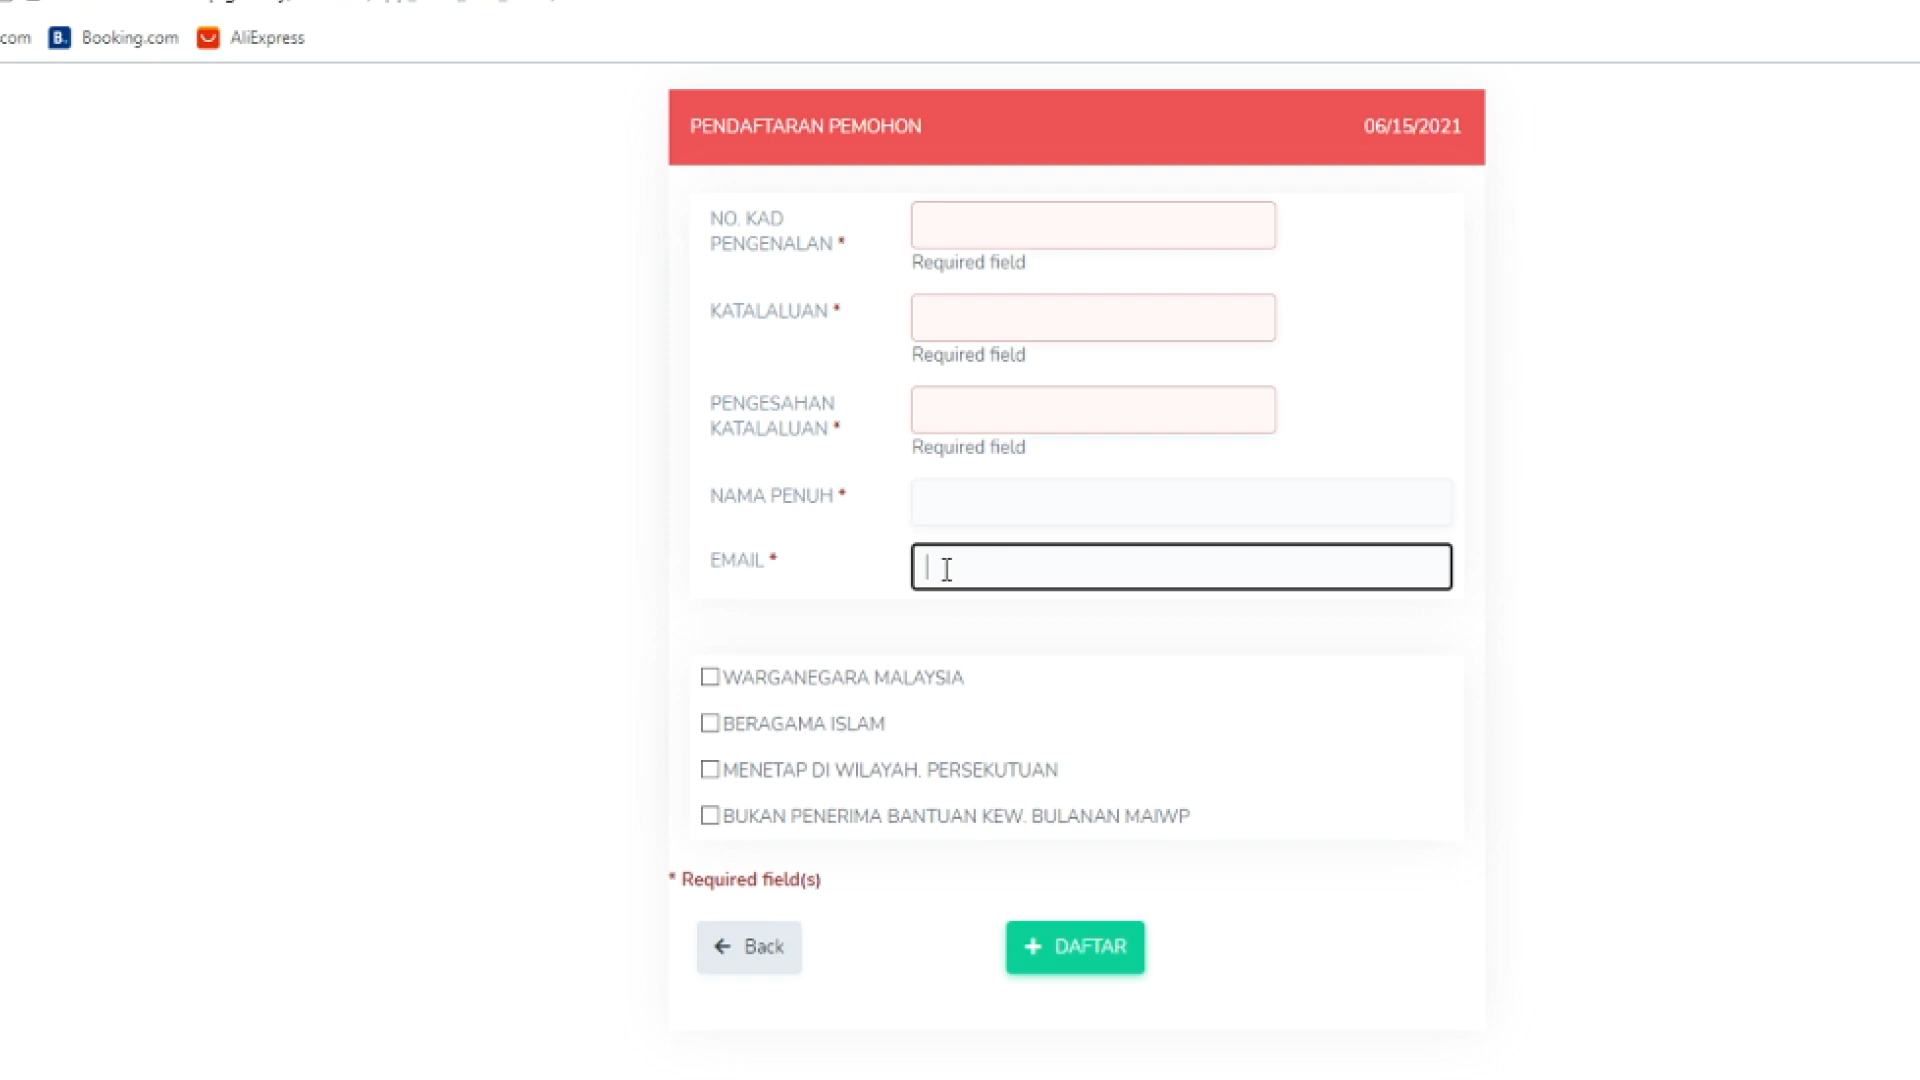 com Booking.com AliExpress
PENDAFTARAN PEMOHON 06/15/2021
NO. KAD
PENGENALAN *
Required field
KATALALUAN *
Required field
PENGESAHAN
KATALALUAN *
Required field
NAMA PENUH *
EMAIL *
WARGANEGARA MALAYSIA
BERAGAMA ISLAM
MENETAP DI WILAYAH. PERSEKUTUAN
BUKAN PENERIMA BANTUAN KEW. BULANAN MAIWP
* Required field(s)
Back + DAFTAR